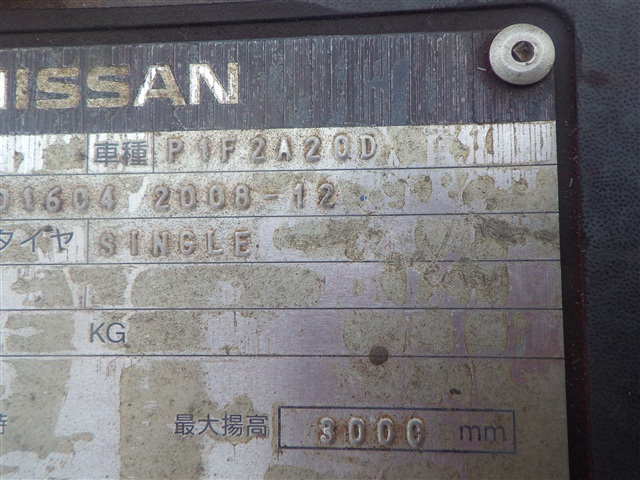 NISSAN
車種 P1F2A20D
01604 2008-12
タイヤ SINGLE
KG
最大揚高 3000 mm